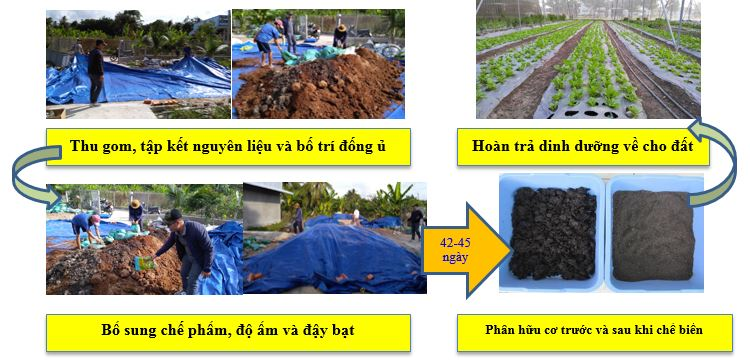 Thu gom, tập kết nguyên liệu và bố trí đống ủ
Hoàn trả dinh dưỡng về cho đất
42-45
ngày
Bổ sung chế phẩm, độ ẩm và đậy bạt
Phân hữu cơ trước và sau khi chế biến